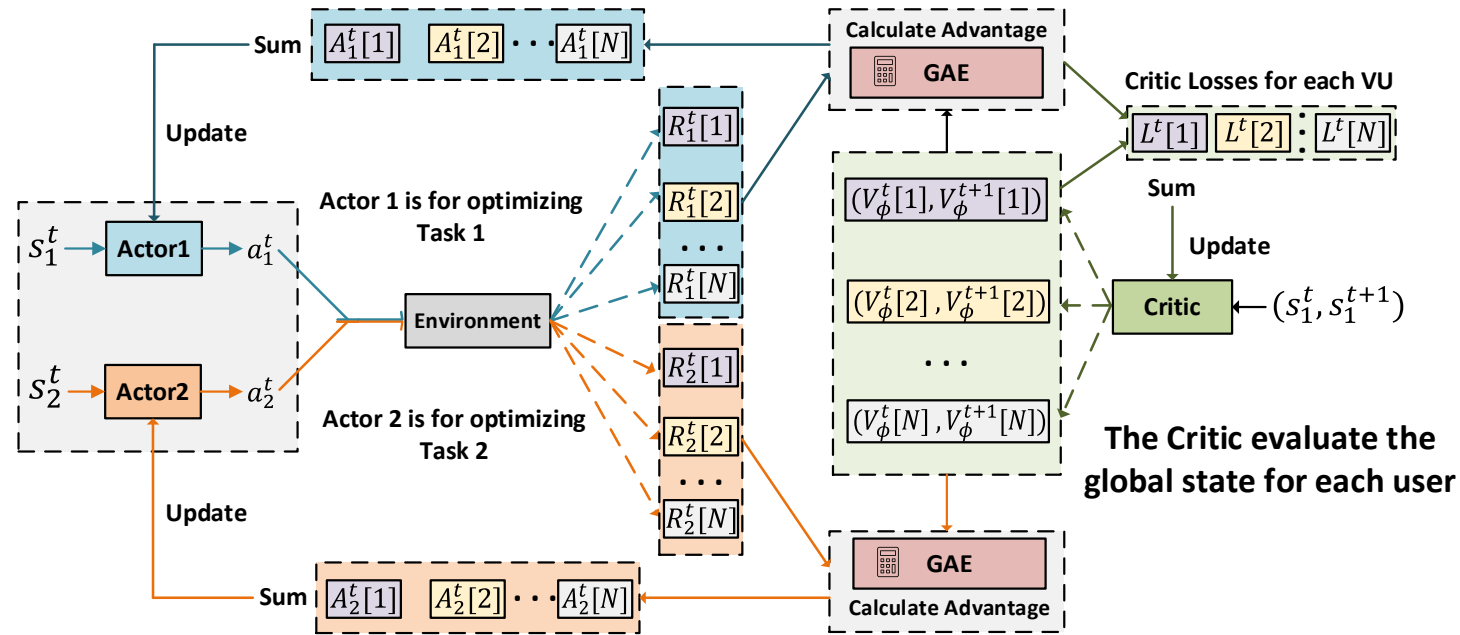 Sum
A_1^t[1]
A_1^t[2]
···
A_1^t[N]
Calculate Advantage
GAE
Critic Losses for each VU
L^t[1]
L^t[2]
:
L^t[N]
Update
R_1^t[1]
R_1^t[2]
...
R_1^t[N]
(V_ϕ^t[1], V_ϕ^{t+1}[1])
Sum
Update
Actor 1 is for optimizing
Task 1
s_1^t
Actor1
a_1^t
Environment
(V_ϕ^t[2], V_ϕ^{t+1}[2])
Critic
(s_1^t, s_1^{t+1})
s_2^t
Actor2
a_2^t
R_2^t[1]
R_2^t[2]
...
R_2^t[N]
...
(V_ϕ^t[N], V_ϕ^{t+1}[N])
Actor 2 is for optimizing
Task 2
The Critic evaluate the
global state for each user
Update
GAE
Calculate Advantage
Sum
A_2^t[1]
A_2^t[2]
···
A_2^t[N]